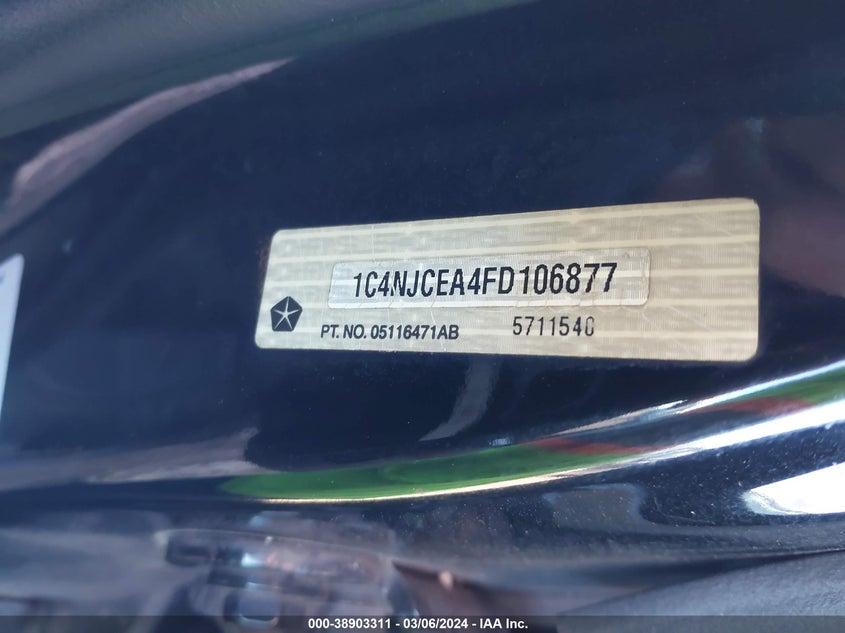 1C4NJCEA4FD106877
PT. NO. 05116471AB 5711540
000-38903311 - 03/06/2024 - IAA Inc.